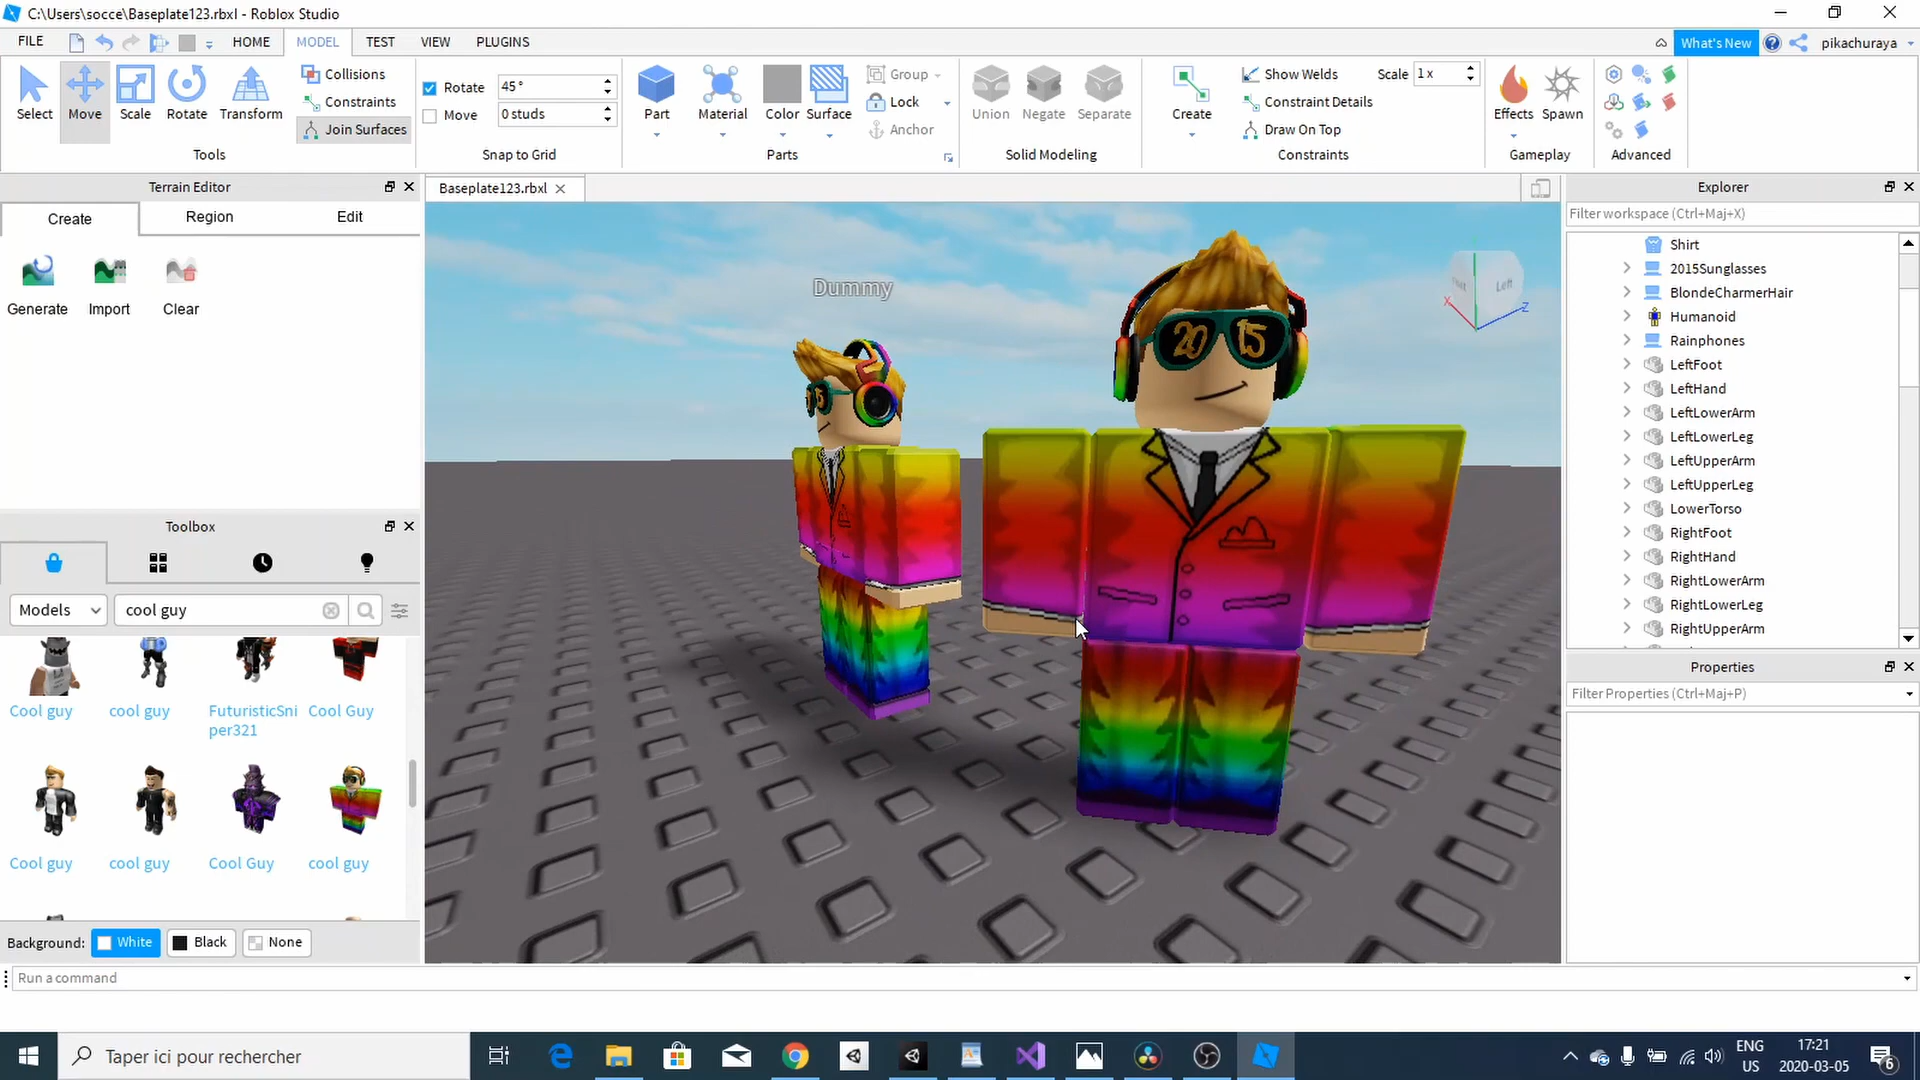 C:\Users\socce\Baseplate123.rbxl - Roblox Studio
FILE HOME MODEL TEST VIEW PLUGINS What's New pikachuraya
Select Move Scale Rotate Transform
Collisions
Constraints
Join Surfaces
Tools
Rotate 45°
Move 0 studs
Snap to Grid
Part Material Color Surface
Group
Lock
Anchor
Parts
Union Negate Separate
Solid Modeling
Create
Show Welds
Constraint Details
Draw On Top
Scale 1x
Constraints
Effects Spawn
Gameplay
Advanced
Terrain Editor
Create Region Edit
Generate Import Clear
Toolbox
Models cool guy
Cool guy cool guy FuturisticSni
per321 Cool Guy
Cool guy cool guy Cool Guy cool guy
Background: White Black None
Baseplate123.rbxl
Dummy
20 15
15
Left
X
Z
Explorer
Filter workspace (Ctrl+Maj+X)
Shirt
2015Sunglasses
BlondeCharmerHair
Humanoid
Rainphones
LeftFoot
LeftHand
LeftLowerArm
LeftLowerLeg
LeftUpperArm
LeftUpperLeg
LowerTorso
RightFoot
RightHand
RightLowerArm
RightLowerLeg
RightUpperArm
Properties
Filter Properties (Ctrl+Maj+P)
Run a command
Taper ici pour rechercher
ENG
US
17:21
2020-03-05
6